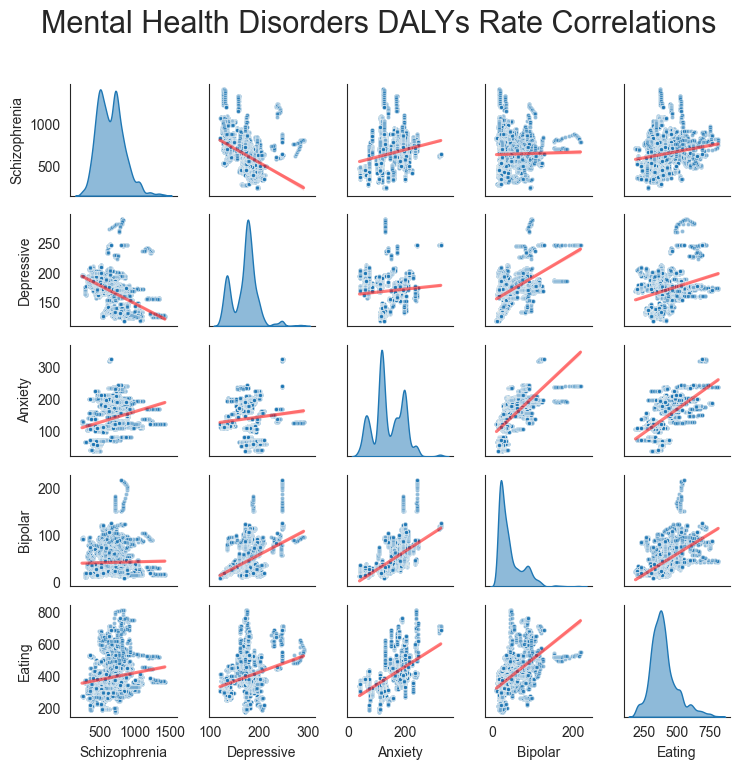 Mental Health Disorders DALYs Rate Correlations
Schizophrenia
1000
500
Depressive
250
200
150
Anxiety
300
200
100
Bipolar
200
100
0
Eating
800
600
400
200
500 1000 1500
100 200 300
0 200
0 200
250 500 750
Schizophrenia Depressive Anxiety Bipolar Eating